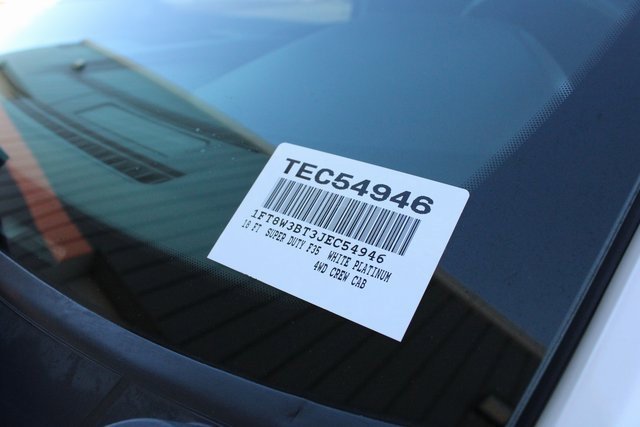 TEC54946
1FT8W3BT3JEC54946
18 FT SUPER DUTY F35 WHITE PLATINUM
4WD CREW CAB